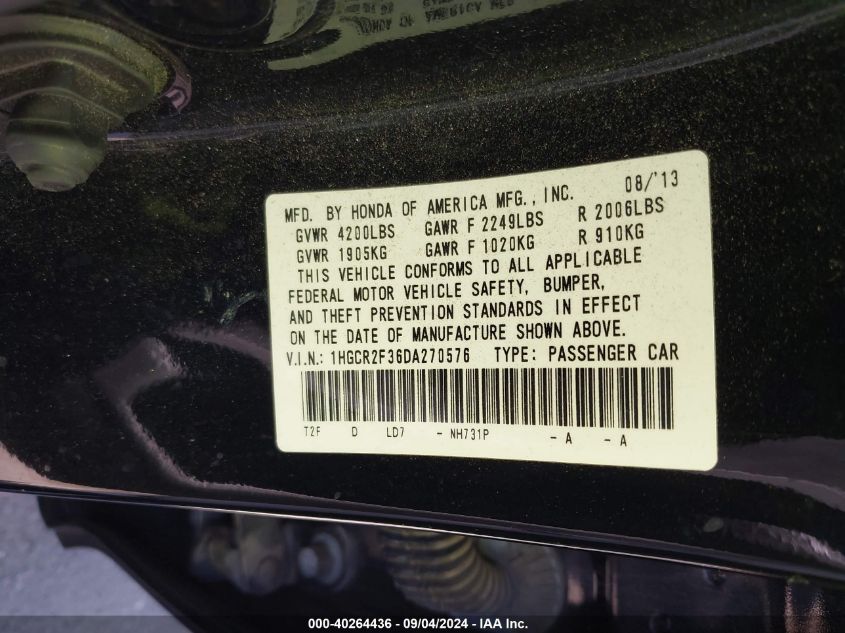 MFD. BY HONDA OF AMERICA MFG., INC. 08/'13
GVWR 4200LBS GAWR F 2249LBS R 2006LBS
GVWR 1905KG GAWR F 1020KG R 910KG
THIS VEHICLE CONFORMS TO ALL APPLICABLE
FEDERAL MOTOR VEHICLE SAFETY, BUMPER,
AND THEFT PREVENTION STANDARDS IN EFFECT
ON THE DATE OF MANUFACTURE SHOWN ABOVE.
V.I.N.: 1HGCR2F36DA270576 TYPE: PASSENGER CAR
T2F D LD7 - NH731P - A - A
000-40264436 - 09/04/2024 - IAA Inc.